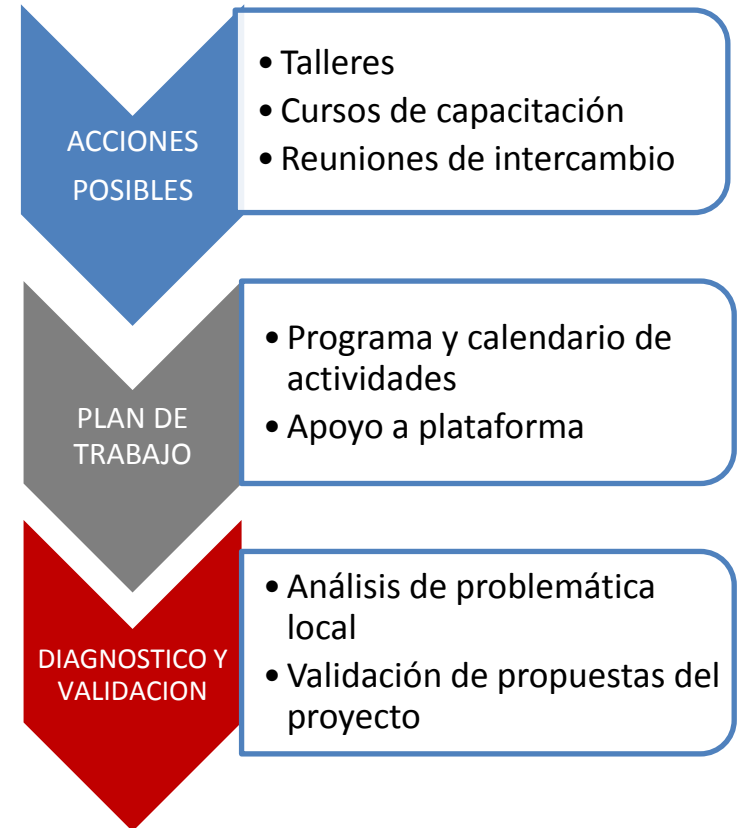 ACCIONES
POSIBLES
• Talleres
• Cursos de capacitación
• Reuniones de intercambio
PLAN DE
TRABAJO
• Programa y calendario de
actividades
• Apoyo a plataforma
DIAGNOSTICO Y
VALIDACION
• Análisis de problemática
local
• Validación de propuestas del
proyecto